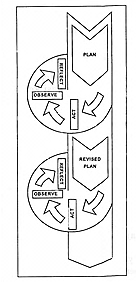 PLAN
REFLECT
OBSERVE
ACT
REVISED
PLAN
REFLECT
OBSERVE
ACT